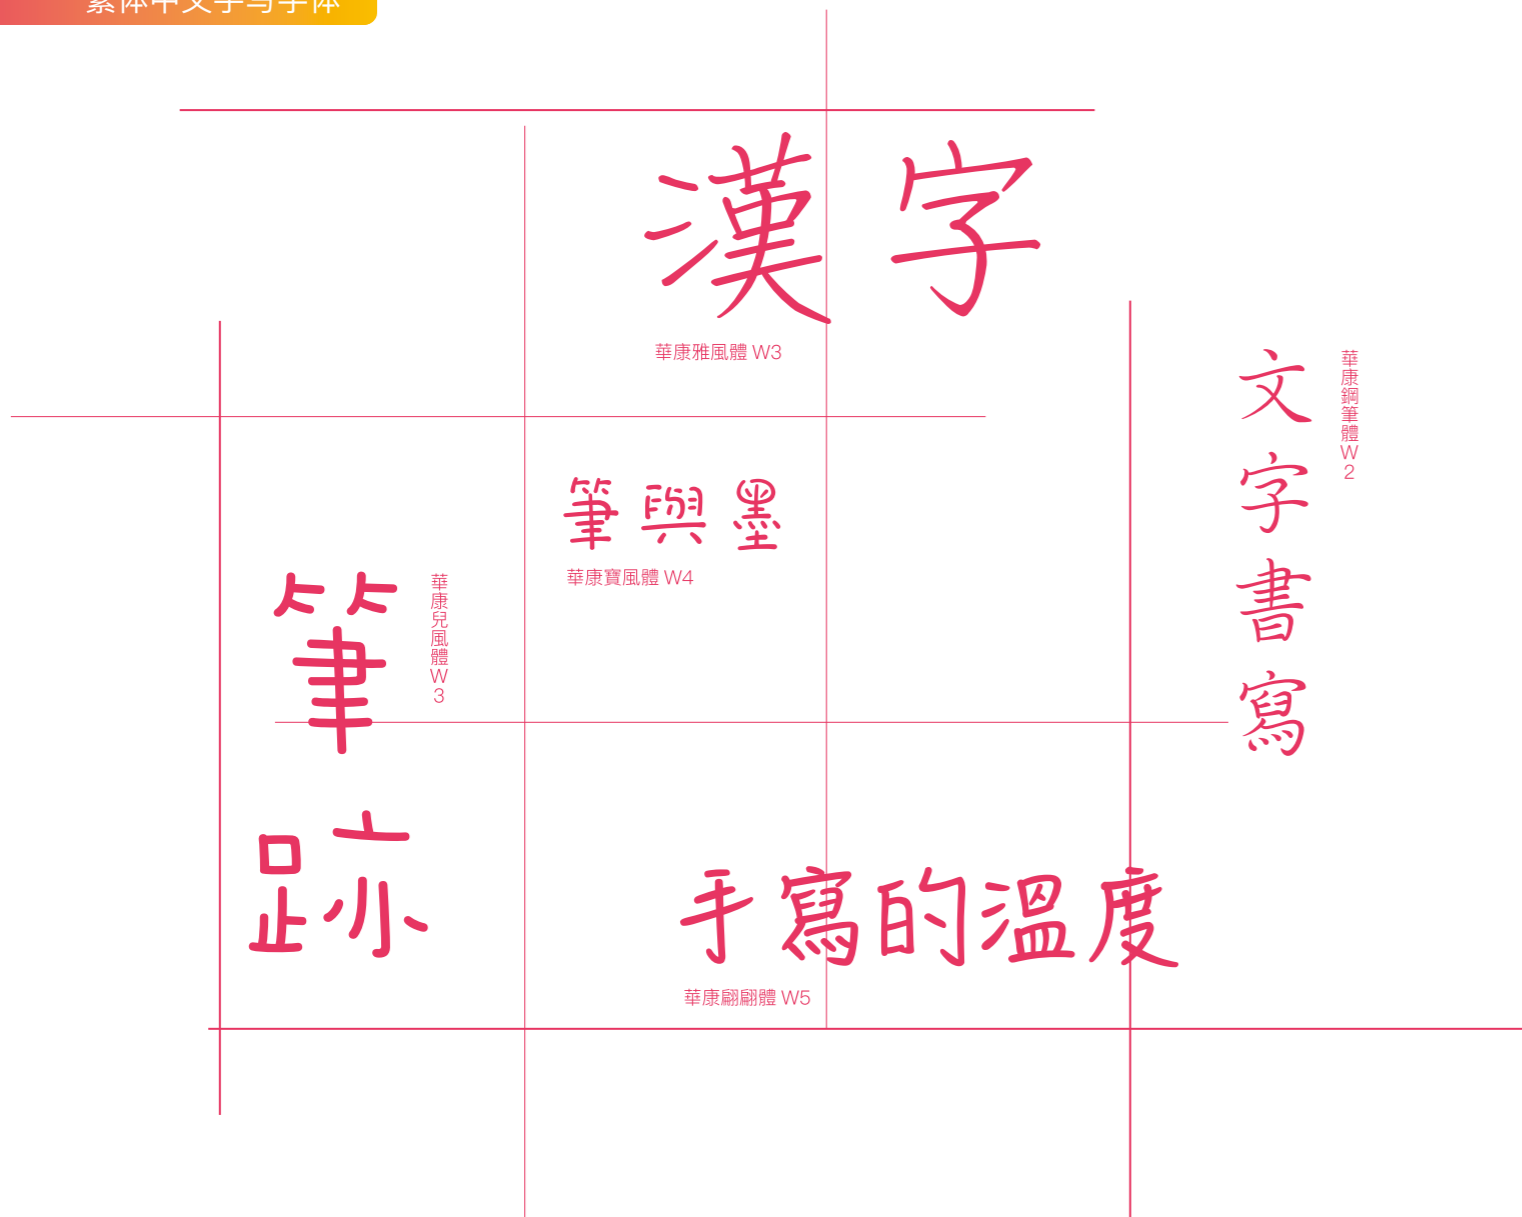 繁体中文手写字体
漢字
華康雅風體 W3
文字書寫
華康鋼筆體W2
筆與墨
華康寶風體 W4
筆跡
華康兒風體W3
手寫的溫度
華康翩翩體 W5